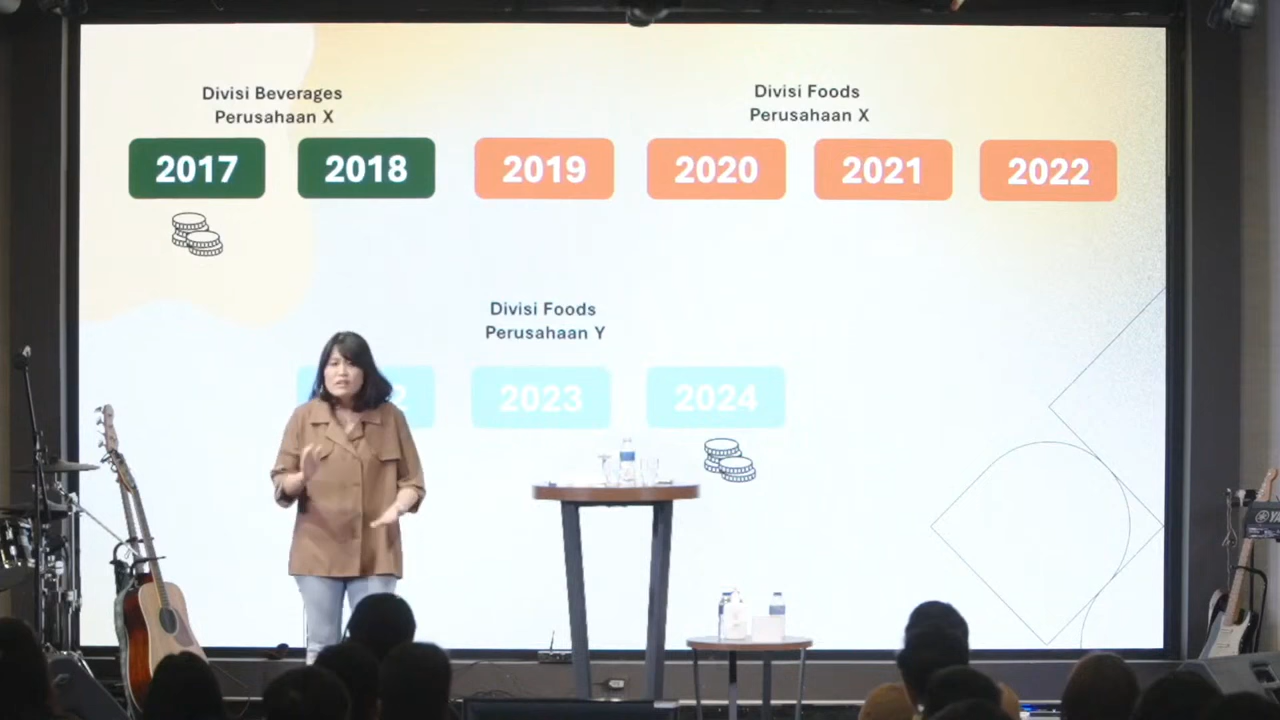 Divisi Beverages
Perusahaan X
Divisi Foods
Perusahaan X
2017 2018 2019 2020 2021 2022
Divisi Foods
Perusahaan Y
2023 2024